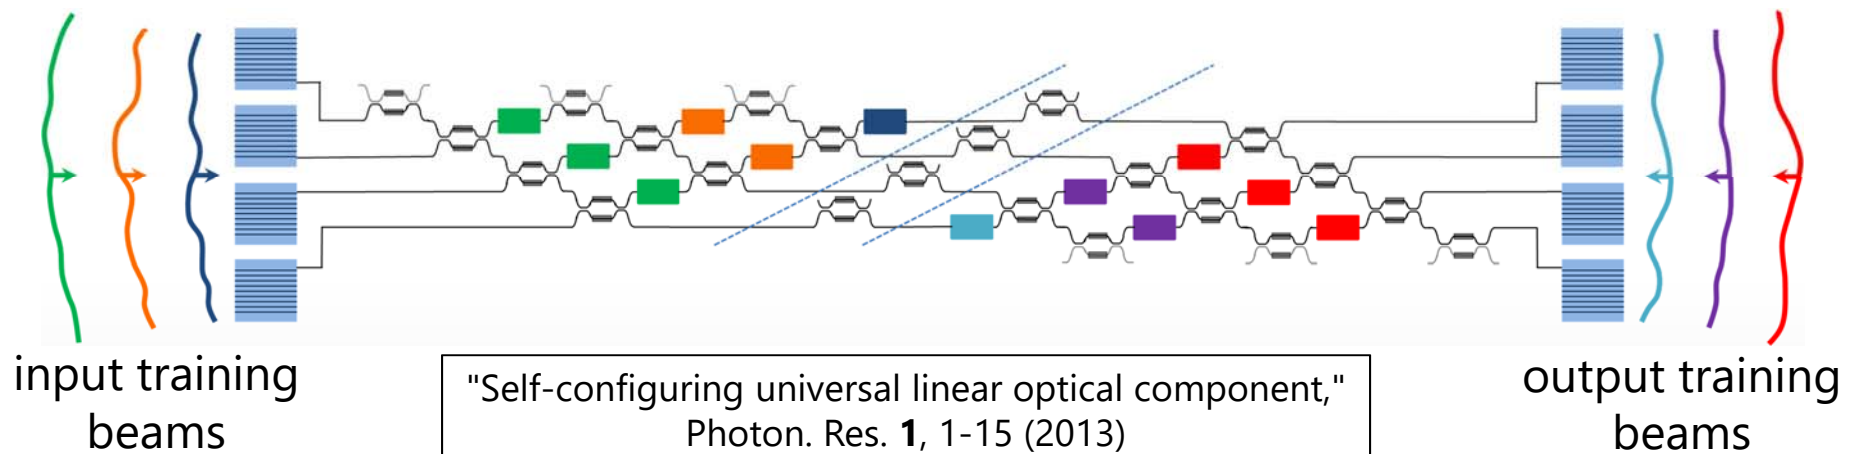 input training
beams
"Self-configuring universal linear optical component,"
Photon. Res. 1, 1-15 (2013)
output training
beams